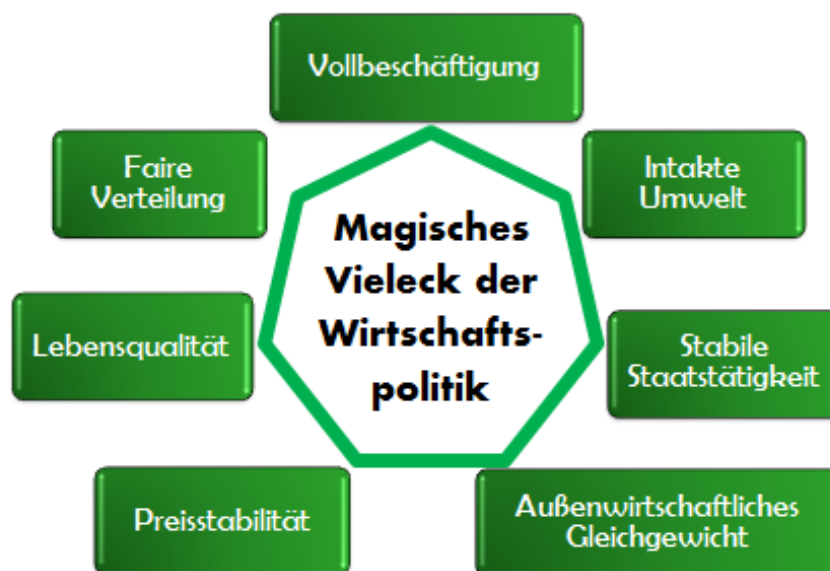 Vollbeschäftigung
Faire
Verteilung
Intakte
Umwelt
Magisches
Vieleck der
Wirtschafts-
politik
Lebensqualität
Stabile
Staatstätigkeit
Preisstabilität
Außenwirtschaftliches
Gleichgewicht